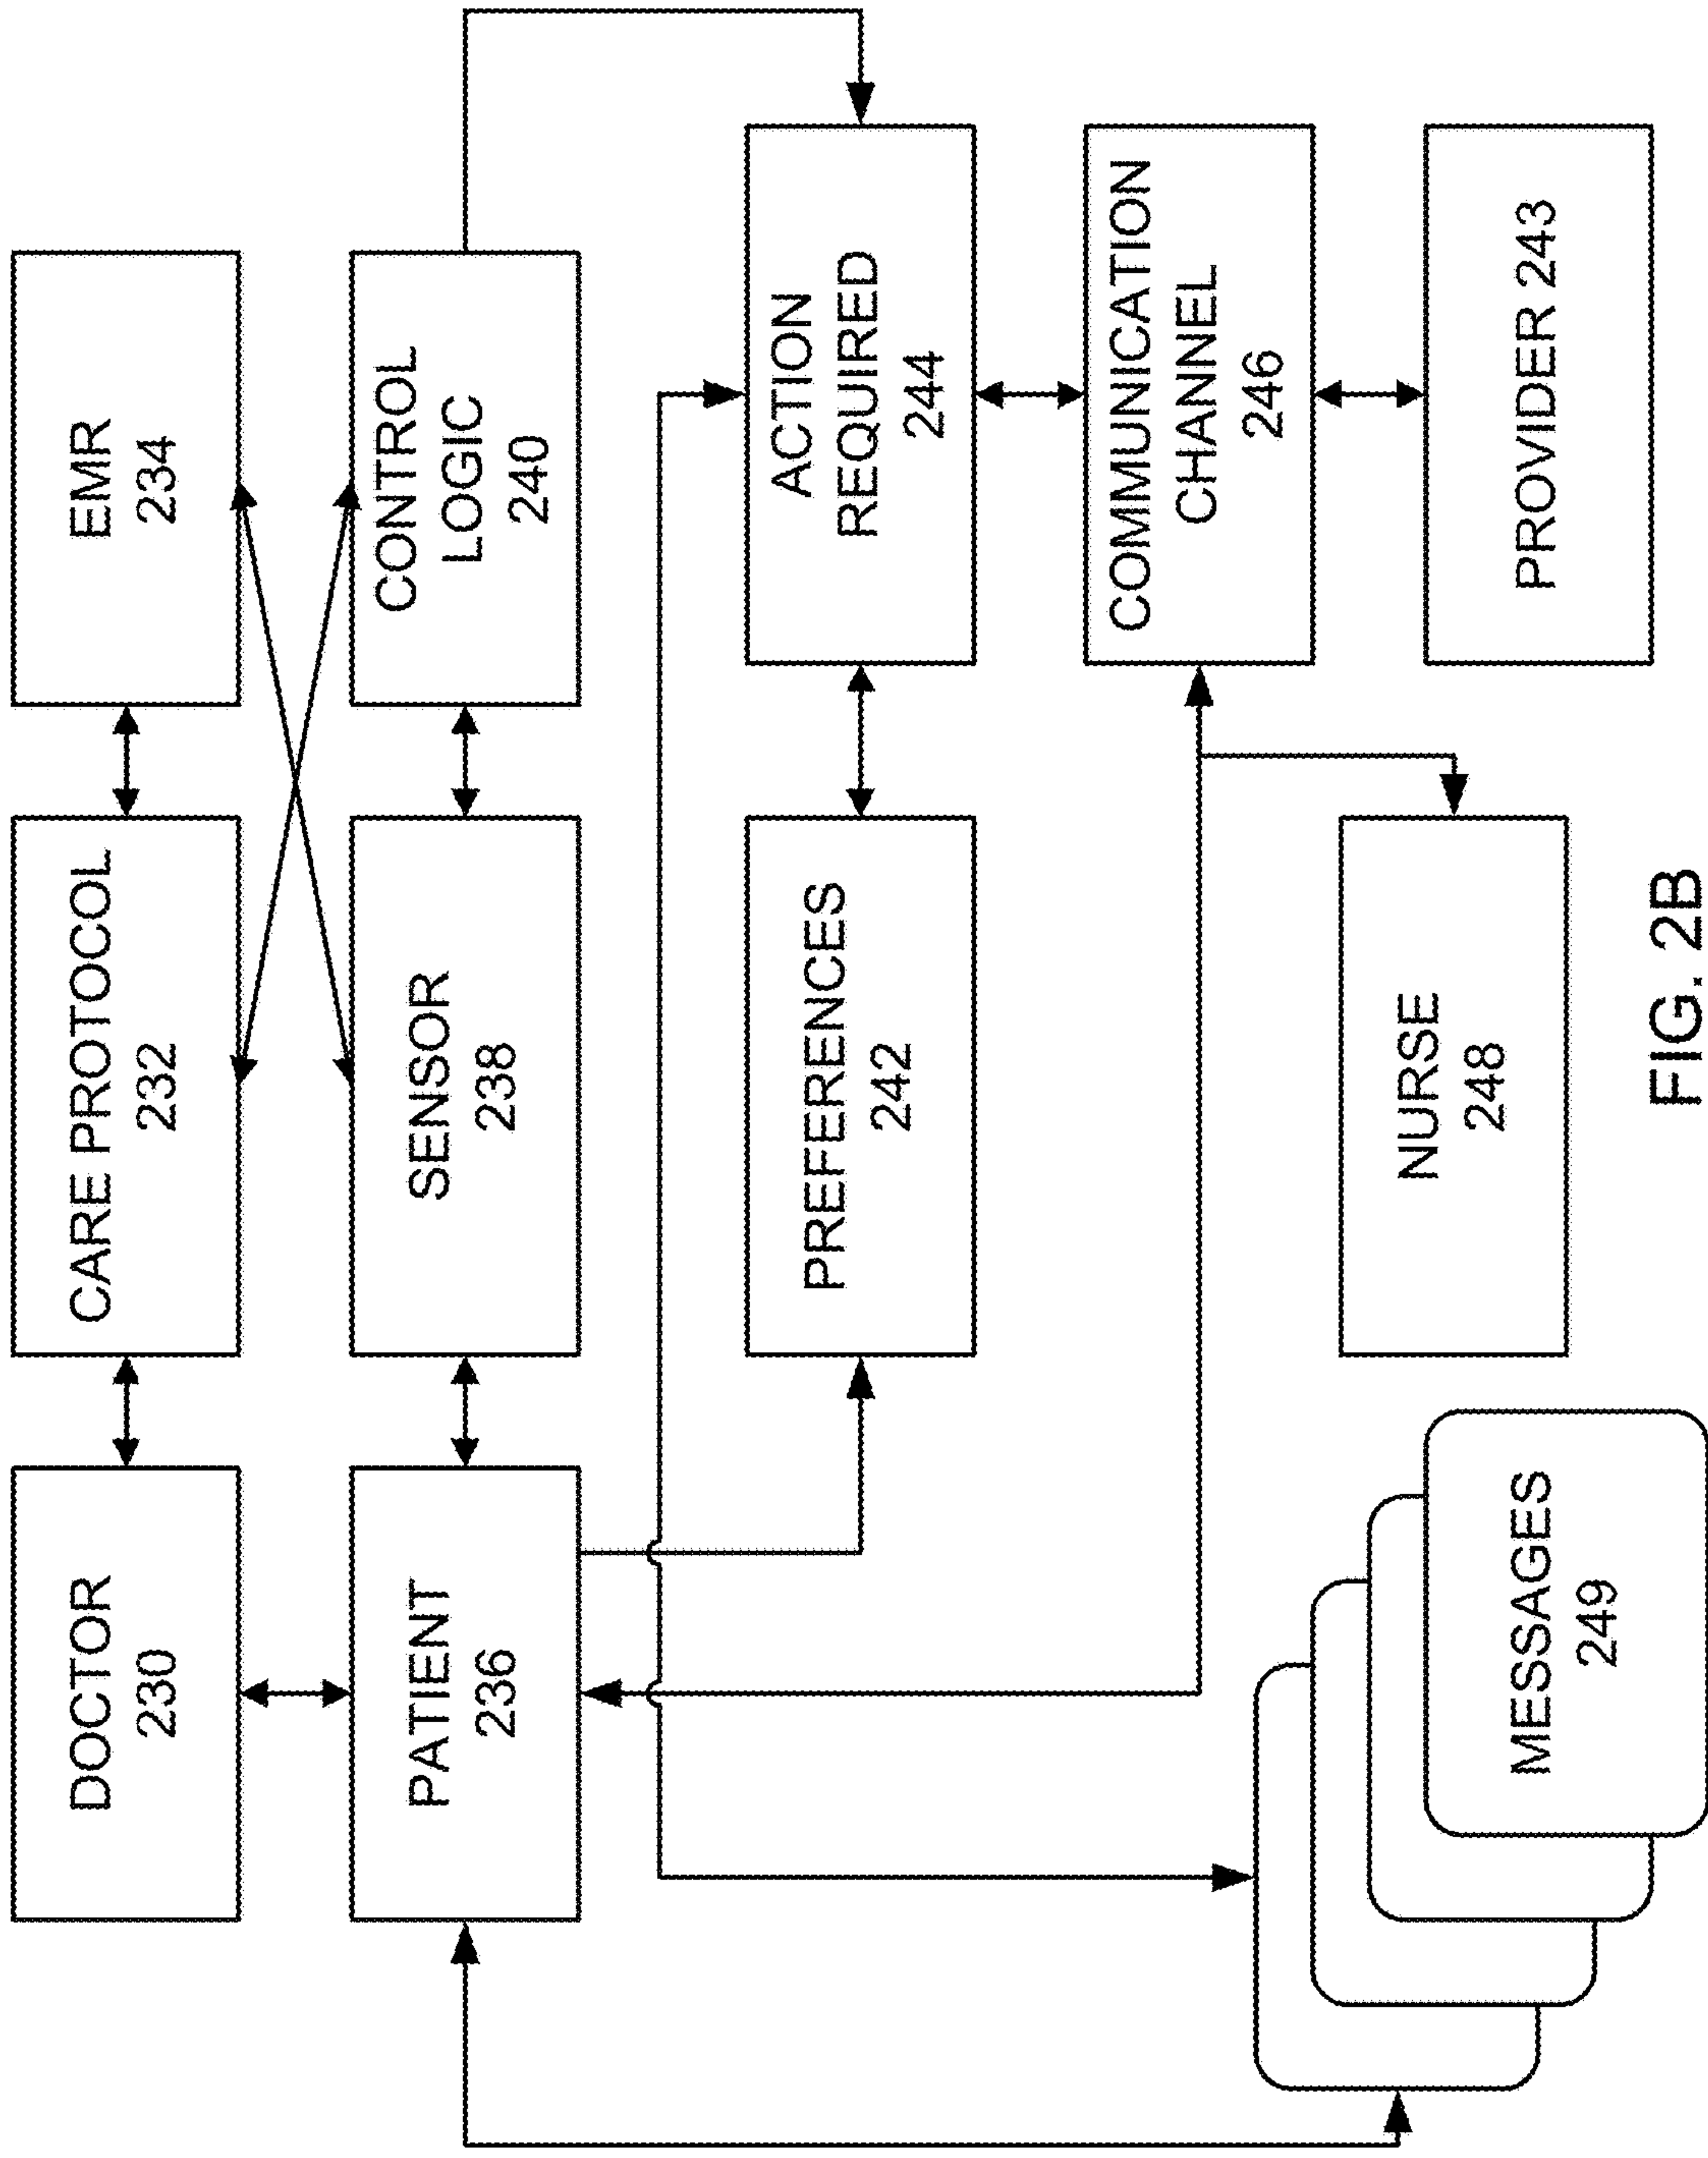 DOCTOR
230
CARE PROTOCOL
232
EMR
234
PATIENT
236
SENSOR
238
CONTROL
LOGIC
240
PREFERENCES
242
ACTION
REQUIRED
244
COMMUNICATION
CHANNEL
246
MESSAGES
249
NURSE
248
PROVIDER 243
FIG. 2B